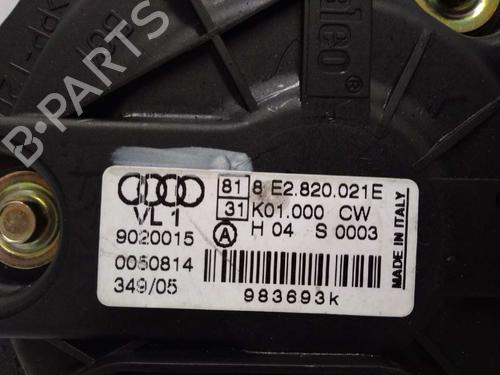 B-PARTS
81 8 E2.820.021E
VL 1 31 K01.000 CW
9020015 A H 04 S 0003
0050814
349/05
983693k
MADE IN ITALY